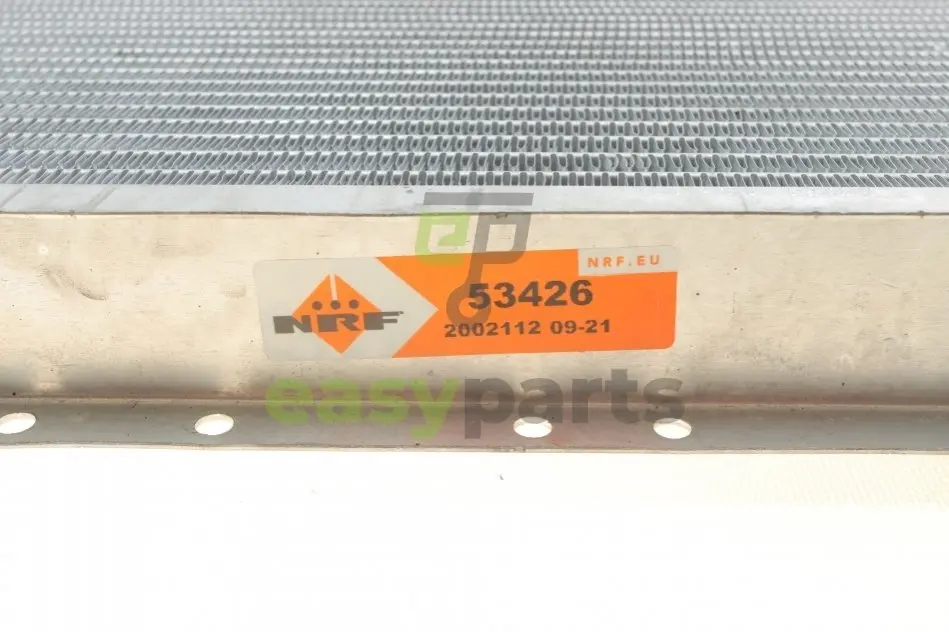 NRF.EU
53426
NRF
2002112 09-21
easyparts